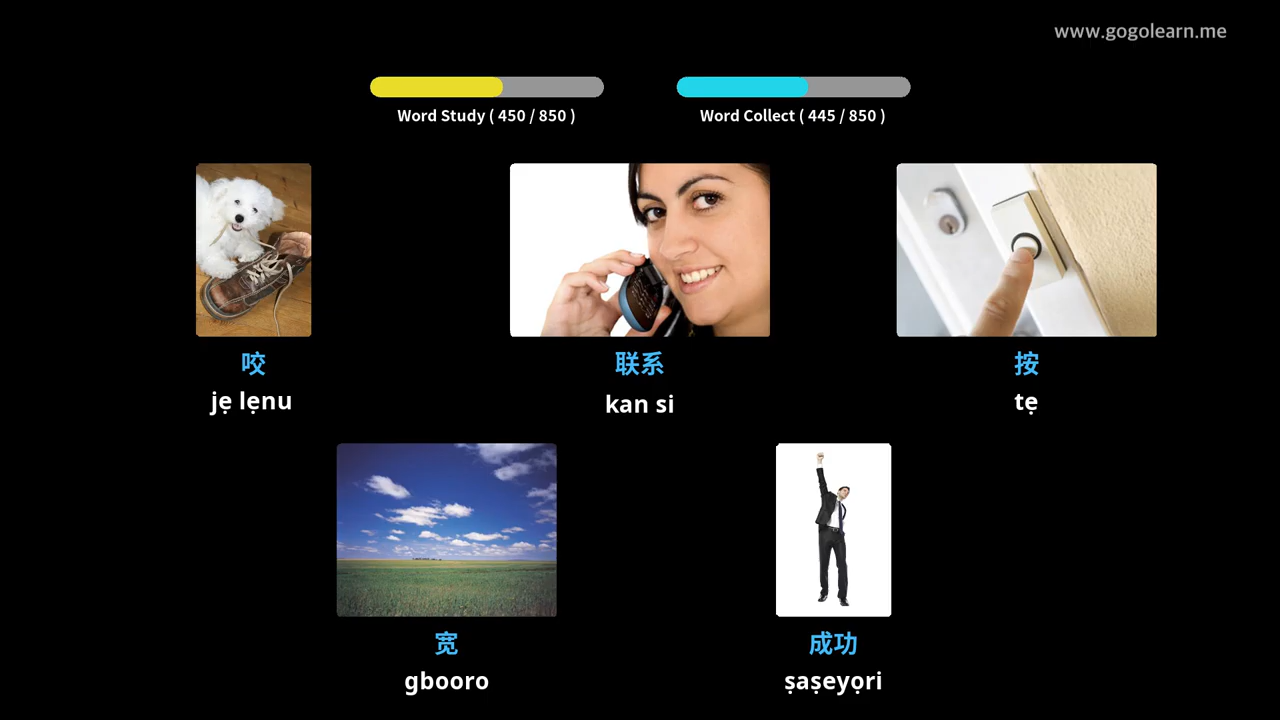 www.gogolearn.me
Word Study ( 450 / 850 )
Word Collect ( 445 / 850 )
咬
jẹ lẹnu
联系
kan si
按
tẹ
宽
gbooro
成功
ṣaṣeyọri